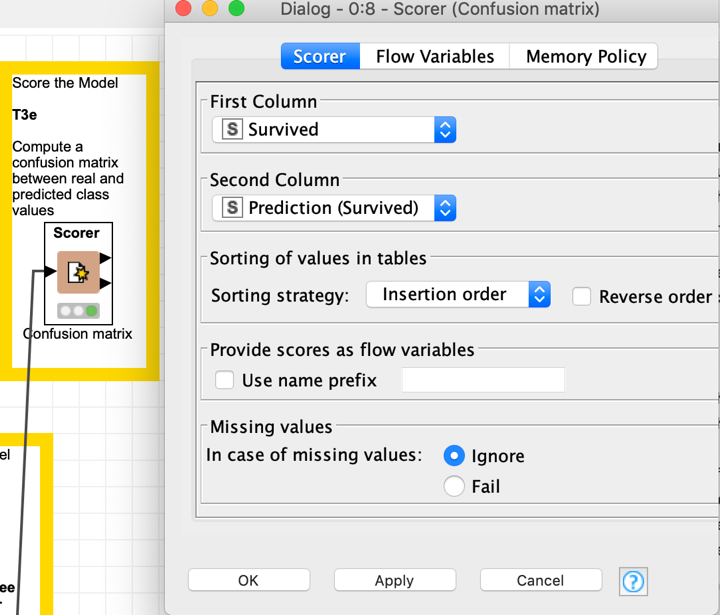 Dialog - 0:8 - Scorer (Confusion matrix)
Scorer
Flow Variables
Memory Policy
Score the Model
T3e
Compute a
confusion matrix
between real and
predicted class
values
Scorer
Confusion matrix
First Column
S Survived
Second Column
S Prediction (Survived)
Sorting of values in tables
Sorting strategy: Insertion order Reverse order
Provide scores as flow variables
Use name prefix
Missing values
In case of missing values: Ignore
Fail
OK
Apply
Cancel
?
el
ee